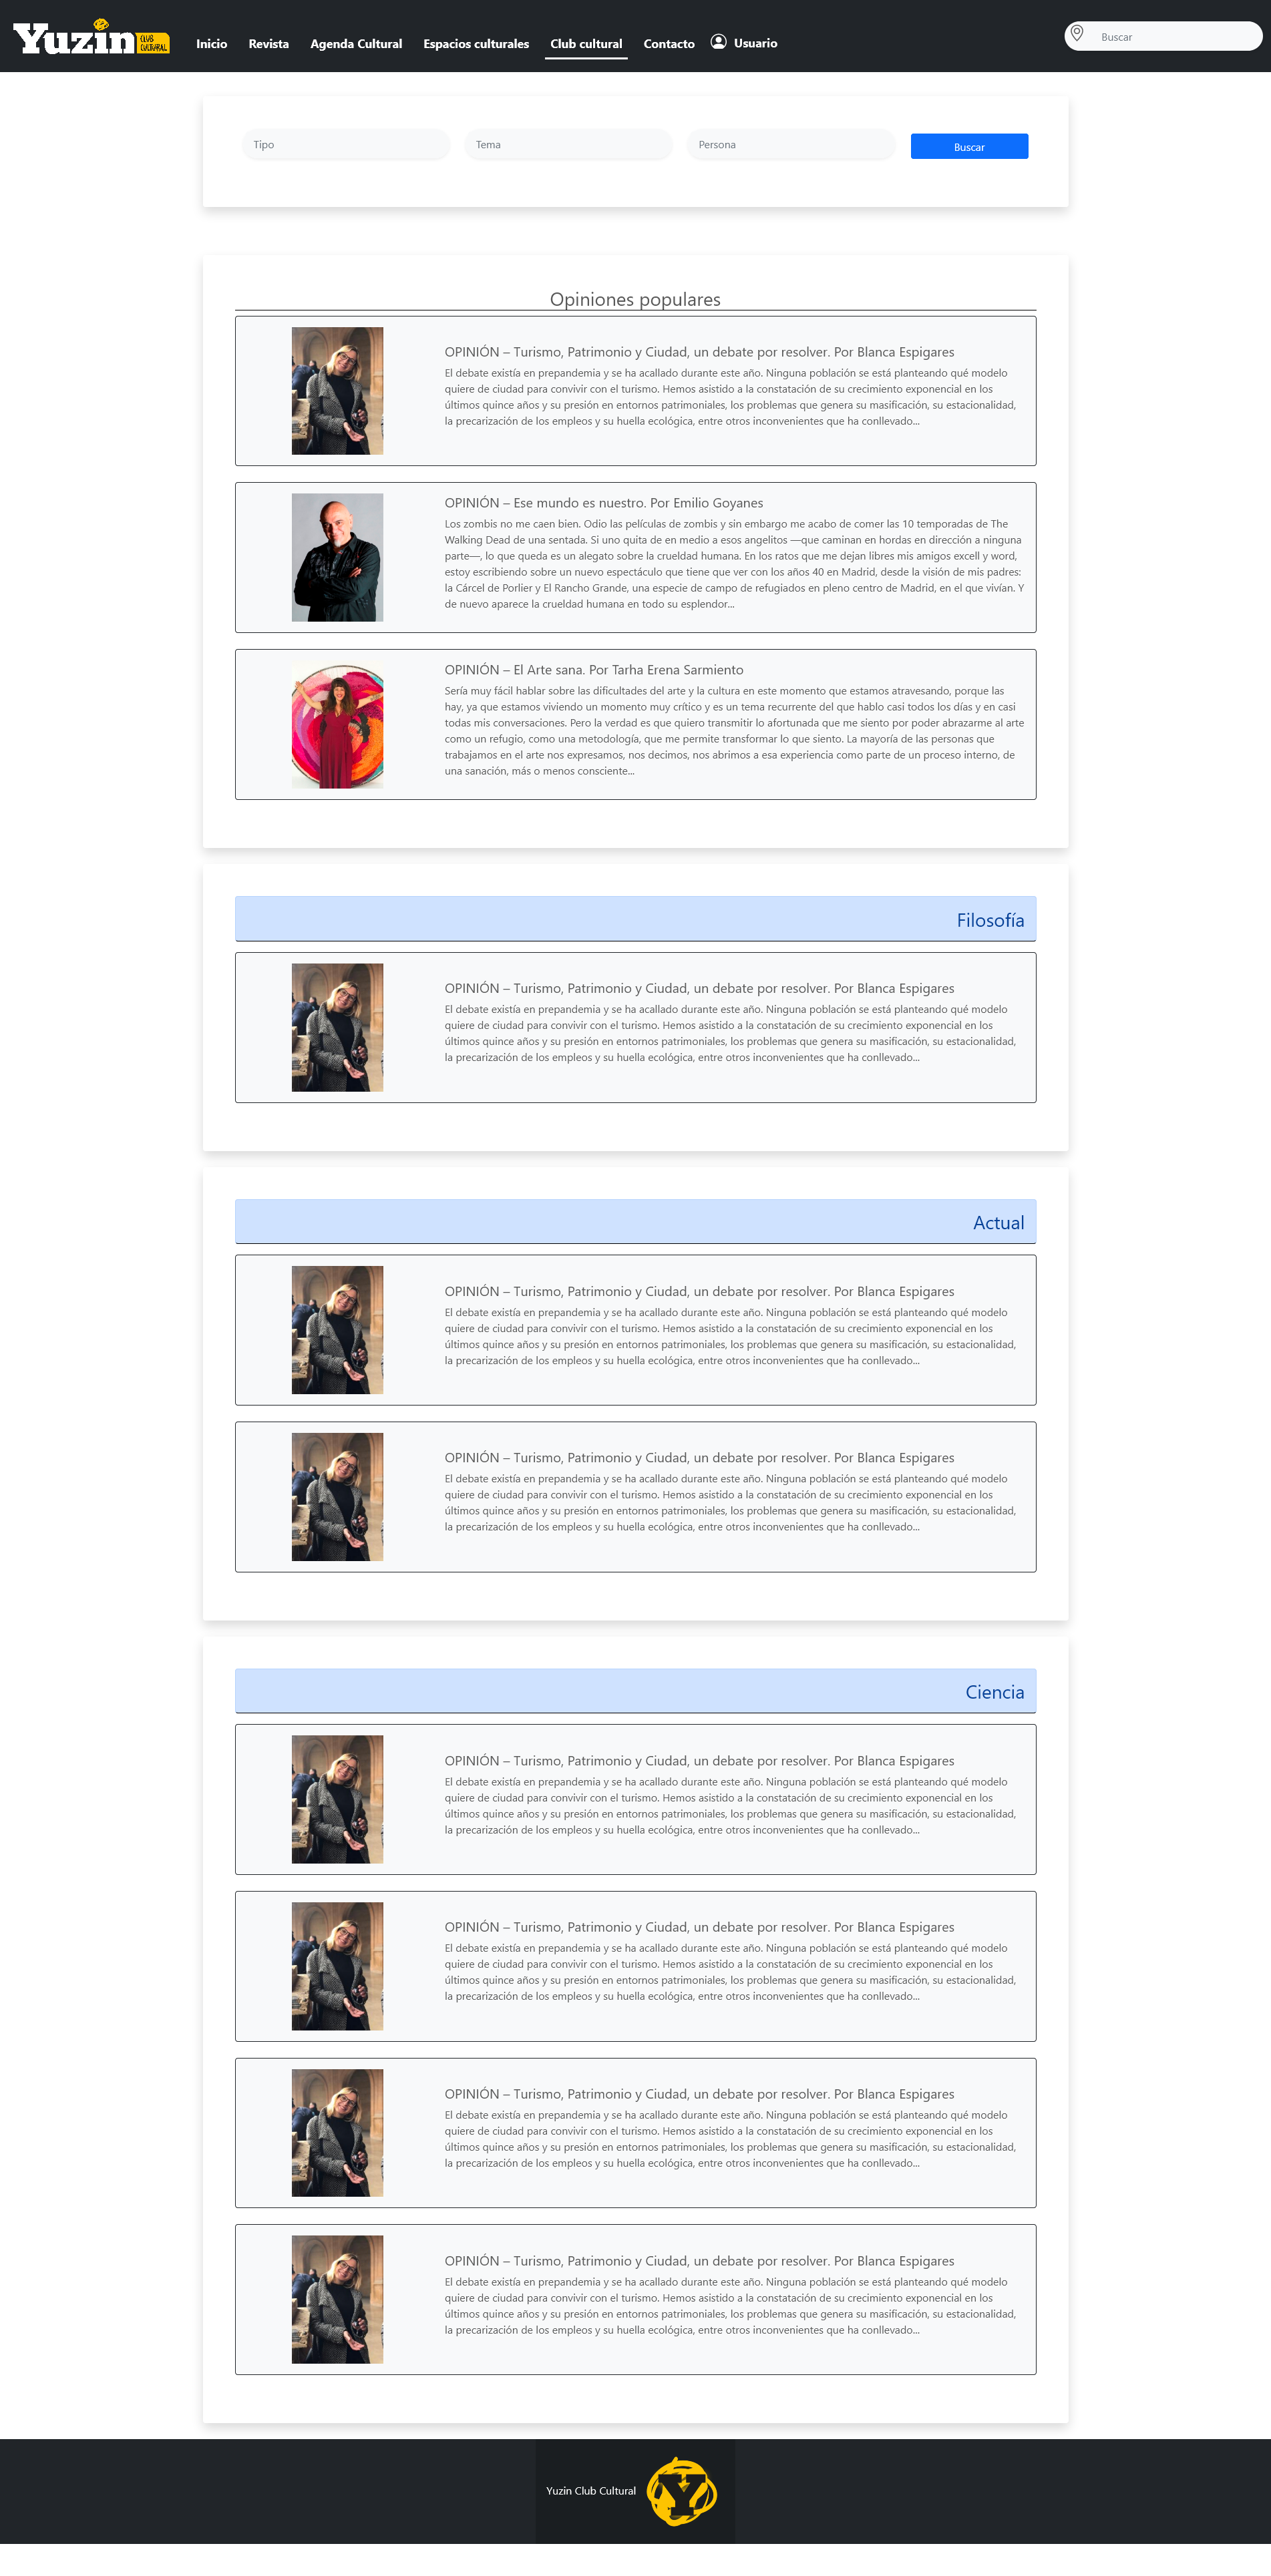 Yuzin CLUB CULTURAL
Inicio Revista Agenda Cultural Espacios culturales Club cultural Contacto Usuario Buscar
Tipo Tema Persona Buscar
Opiniones populares
OPINIÓN – Turismo, Patrimonio y Ciudad, un debate por resolver. Por Blanca Espigares
El debate existía en prepandemia y se ha acallado durante este año. Ninguna población se está planteando qué modelo
quiere de ciudad para convivir con el turismo. Hemos asistido a la constatación de su crecimiento exponencial en los
últimos quince años y su presión en entornos patrimoniales, los problemas que genera su masificación, su estacionalidad,
la precarización de los empleos y su huella ecológica, entre otros inconvenientes que ha conllevado...
OPINIÓN – Ese mundo es nuestro. Por Emilio Goyanes
Los zombis no me caen bien. Odio las películas de zombis y sin embargo me acabo de comer las 10 temporadas de The
Walking Dead de una sentada. Si uno quita de en medio a esos angelitos —que caminan en hordas en dirección a ninguna
parte—, lo que queda es un alegato sobre la crueldad humana. En los ratos que me dejan libres mis amigos excell y word,
estoy escribiendo sobre un nuevo espectáculo que tiene que ver con los años 40 en Madrid, desde la visión de mis padres:
la Cárcel de Porlier y El Rancho Grande, una especie de campo de refugiados en pleno centro de Madrid, en el que vivían. Y
de nuevo aparece la crueldad humana en todo su esplendor...
OPINIÓN – El Arte sana. Por Tarha Erena Sarmiento
Sería muy fácil hablar sobre las dificultades del arte y la cultura en este momento que estamos atravesando, porque las
hay, ya que estamos viviendo un momento muy crítico y es un tema recurrente del que hablo casi todos los días y en casi
todas mis conversaciones. Pero la verdad es que quiero transmitir lo afortunada que me siento por poder abrazarme al arte
como un refugio, como una metodología, que me permite transformar lo que siento. La mayoría de las personas que
trabajamos en el arte nos expresamos, nos decimos, nos abrimos a esa experiencia como parte de un proceso interno, de
una sanación, más o menos consciente...
Filosofía
OPINIÓN – Turismo, Patrimonio y Ciudad, un debate por resolver. Por Blanca Espigares
El debate existía en prepandemia y se ha acallado durante este año. Ninguna población se está planteando qué modelo
quiere de ciudad para convivir con el turismo. Hemos asistido a la constatación de su crecimiento exponencial en los
últimos quince años y su presión en entornos patrimoniales, los problemas que genera su masificación, su estacionalidad,
la precarización de los empleos y su huella ecológica, entre otros inconvenientes que ha conllevado...
Actual
OPINIÓN – Turismo, Patrimonio y Ciudad, un debate por resolver. Por Blanca Espigares
El debate existía en prepandemia y se ha acallado durante este año. Ninguna población se está planteando qué modelo
quiere de ciudad para convivir con el turismo. Hemos asistido a la constatación de su crecimiento exponencial en los
últimos quince años y su presión en entornos patrimoniales, los problemas que genera su masificación, su estacionalidad,
la precarización de los empleos y su huella ecológica, entre otros inconvenientes que ha conllevado...
OPINIÓN – Turismo, Patrimonio y Ciudad, un debate por resolver. Por Blanca Espigares
El debate existía en prepandemia y se ha acallado durante este año. Ninguna población se está planteando qué modelo
quiere de ciudad para convivir con el turismo. Hemos asistido a la constatación de su crecimiento exponencial en los
últimos quince años y su presión en entornos patrimoniales, los problemas que genera su masificación, su estacionalidad,
la precarización de los empleos y su huella ecológica, entre otros inconvenientes que ha conllevado...
Ciencia
OPINIÓN – Turismo, Patrimonio y Ciudad, un debate por resolver. Por Blanca Espigares
El debate existía en prepandemia y se ha acallado durante este año. Ninguna población se está planteando qué modelo
quiere de ciudad para convivir con el turismo. Hemos asistido a la constatación de su crecimiento exponencial en los
últimos quince años y su presión en entornos patrimoniales, los problemas que genera su masificación, su estacionalidad,
la precarización de los empleos y su huella ecológica, entre otros inconvenientes que ha conllevado...
OPINIÓN – Turismo, Patrimonio y Ciudad, un debate por resolver. Por Blanca Espigares
El debate existía en prepandemia y se ha acallado durante este año. Ninguna población se está planteando qué modelo
quiere de ciudad para convivir con el turismo. Hemos asistido a la constatación de su crecimiento exponencial en los
últimos quince años y su presión en entornos patrimoniales, los problemas que genera su masificación, su estacionalidad,
la precarización de los empleos y su huella ecológica, entre otros inconvenientes que ha conllevado...
OPINIÓN – Turismo, Patrimonio y Ciudad, un debate por resolver. Por Blanca Espigares
El debate existía en prepandemia y se ha acallado durante este año. Ninguna población se está planteando qué modelo
quiere de ciudad para convivir con el turismo. Hemos asistido a la constatación de su crecimiento exponencial en los
últimos quince años y su presión en entornos patrimoniales, los problemas que genera su masificación, su estacionalidad,
la precarización de los empleos y su huella ecológica, entre otros inconvenientes que ha conllevado...
OPINIÓN – Turismo, Patrimonio y Ciudad, un debate por resolver. Por Blanca Espigares
El debate existía en prepandemia y se ha acallado durante este año. Ninguna población se está planteando qué modelo
quiere de ciudad para convivir con el turismo. Hemos asistido a la constatación de su crecimiento exponencial en los
últimos quince años y su presión en entornos patrimoniales, los problemas que genera su masificación, su estacionalidad,
la precarización de los empleos y su huella ecológica, entre otros inconvenientes que ha conllevado...
Yuzin Club Cultural Y